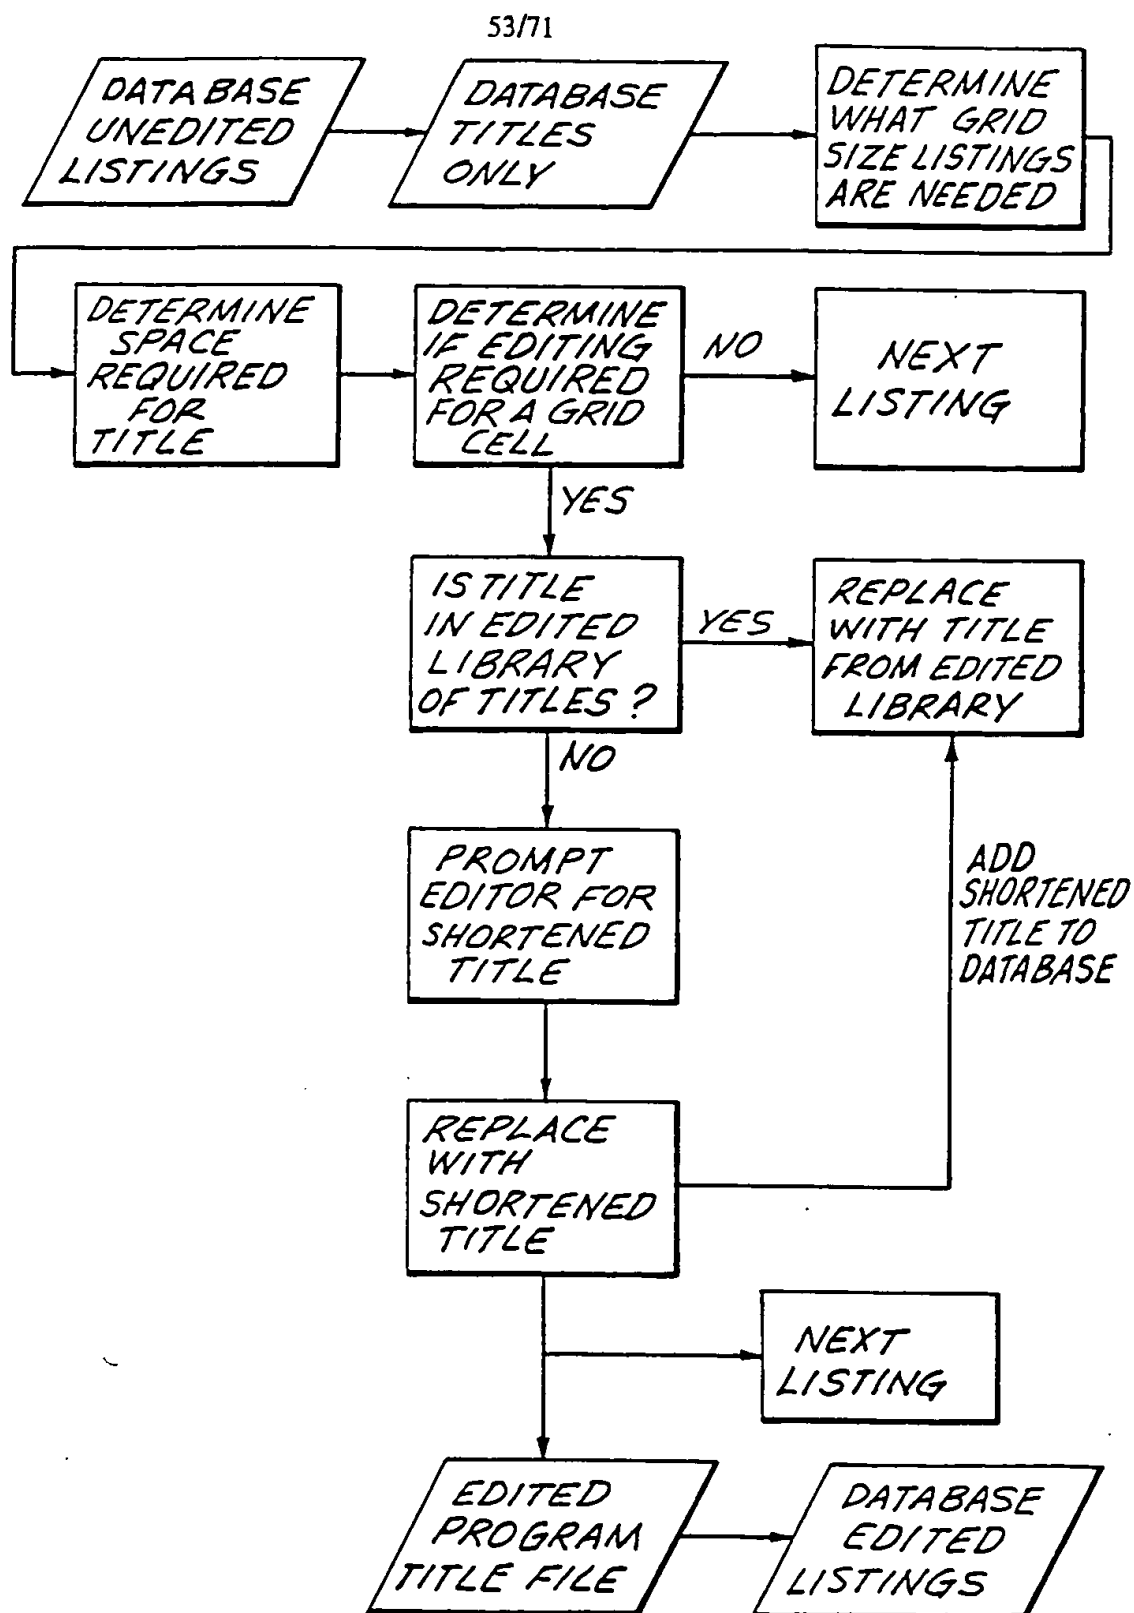 53/71
DATABASE
UNEDITED
LISTINGS
DATABASE
TITLES
ONLY
DETERMINE
WHAT GRID
SIZE LISTINGS
ARE NEEDED
DETERMINE
SPACE
REQUIRED
FOR
TITLE
DETERMINE
IF EDITING
REQUIRED
FOR A GRID
CELL
NO
NEXT
LISTING
YES
IS TITLE
IN EDITED
LIBRARY
OF TITLES?
YES
REPLACE
WITH TITLE
FROM EDITED
LIBRARY
NO
PROMPT
EDITOR FOR
SHORTENED
TITLE
ADD
SHORTENED
TITLE TO
DATABASE
REPLACE
WITH
SHORTENED
TITLE
NEXT
LISTING
EDITED
PROGRAM
TITLE FILE
DATABASE
EDITED
LISTINGS